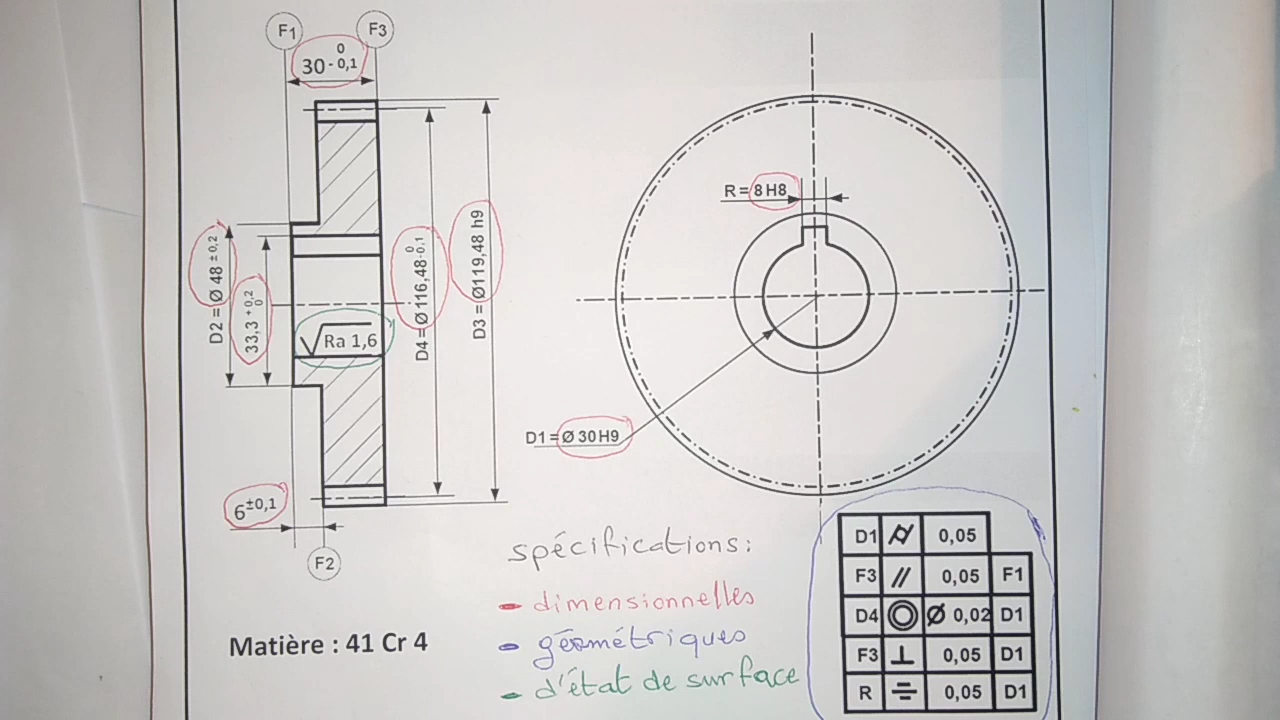 F1
F3
30 0 - 0,1
R = 8 H8
D2 = Ø 48 ± 0,2
33,3 + 0,2 0
D4 = Ø 116,48 0 - 0,1
D3 = Ø119,48 h9
Ra 1,6
D1 = Ø 30 H9
6 ±0,1
F2
spécifications:
- dimensionnelles
- géométriques
- d'état de surface
Matière : 41 Cr 4
D1 ⌭ 0,05
F3 // 0,05 F1
D4 ◎ Ø 0,02 D1
F3 ⊥ 0,05 D1
R ⌯ 0,05 D1